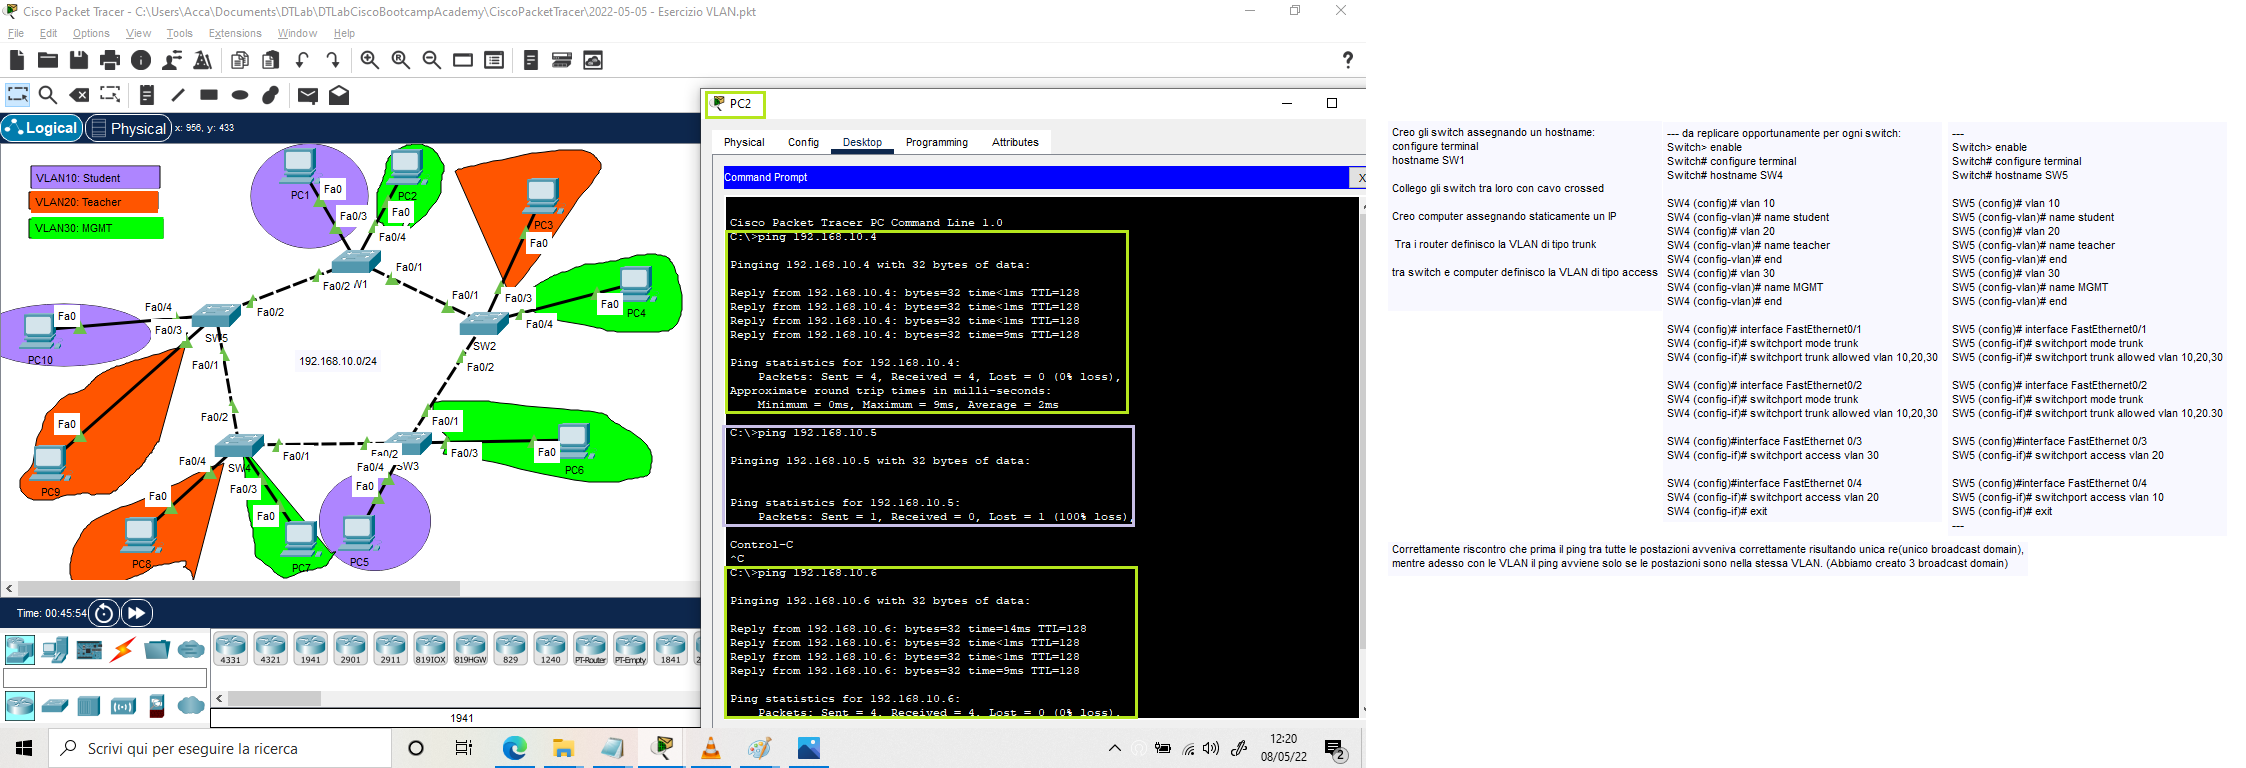 Cisco Packet Tracer - C:\Users\Acca\Documents\DTLab\DTLabCiscoBootcampAcademy\CiscoPacketTracer\2022-05-05 - Esercizio VLAN.pkt
File Edit Options View Tools Extensions Window Help
Logical Physical x: 956, y: 433
VLAN10: Student
VLAN20: Teacher
VLAN30: MGMT
PC1
Fa0
Fa0/3
PC2
Fa0
Fa0/4
PC3
Fa0
Fa0/2
W1
Fa0/1
Fa0/1
Fa0/3
Fa0
PC4
Fa0/4
SW2
Fa0/2
Fa0/4
Fa0
Fa0/3
PC10
SW5
Fa0/2
Fa0/1
192.168.10.0/24
Fa0/2
Fa0
PC9
Fa0/4
SW4
Fa0/1
Fa0/3
Fa0/1
Fa0/2
SW3
Fa0/3
Fa0
PC6
Fa0/4
Fa0
PC5
Fa0
PC8
Fa0
PC7
Time: 00:45:54
4331 4321 1941 2901 2911 819IOX 819HGW 829 1240 PT-Router PT-Empty 1841 2
1941
PC2
Physical Config Desktop Programming Attributes
Command Prompt X
Cisco Packet Tracer PC Command Line 1.0
C:\>ping 192.168.10.4
Pinging 192.168.10.4 with 32 bytes of data:
Reply from 192.168.10.4: bytes=32 time<1ms TTL=128
Reply from 192.168.10.4: bytes=32 time<1ms TTL=128
Reply from 192.168.10.4: bytes=32 time<1ms TTL=128
Reply from 192.168.10.4: bytes=32 time=9ms TTL=128
Ping statistics for 192.168.10.4:
Packets: Sent = 4, Received = 4, Lost = 0 (0% loss),
Approximate round trip times in milli-seconds:
Minimum = 0ms, Maximum = 9ms, Average = 2ms
C:\>ping 192.168.10.5
Pinging 192.168.10.5 with 32 bytes of data:
Ping statistics for 192.168.10.5:
Packets: Sent = 1, Received = 0, Lost = 1 (100% loss),
Control-C
^C
C:\>ping 192.168.10.6
Pinging 192.168.10.6 with 32 bytes of data:
Reply from 192.168.10.6: bytes=32 time=14ms TTL=128
Reply from 192.168.10.6: bytes=32 time<1ms TTL=128
Reply from 192.168.10.6: bytes=32 time<1ms TTL=128
Reply from 192.168.10.6: bytes=32 time=9ms TTL=128
Ping statistics for 192.168.10.6:
Packets: Sent = 4, Received = 4, Lost = 0 (0% loss),
Scrivi qui per eseguire la ricerca
12:20
08/05/22
2
Creo gli switch assegnando un hostname:
configure terminal
hostname SW1
Collego gli switch tra loro con cavo crossed
Creo computer assegnando staticamente un IP
Tra i router definisco la VLAN di tipo trunk
tra switch e computer definisco la VLAN di tipo access
--- da replicare opportunamente per ogni switch:
Switch> enable
Switch# configure terminal
Switch# hostname SW4
SW4 (config)# vlan 10
SW4 (config-vlan)# name student
SW4 (config)# vlan 20
SW4 (config-vlan)# name teacher
SW4 (config-vlan)# end
SW4 (config)# vlan 30
SW4 (config-vlan)# name MGMT
SW4 (config-vlan)# end
SW4 (config)# interface FastEthernet0/1
SW4 (config-if)# switchport mode trunk
SW4 (config-if)# switchport trunk allowed vlan 10,20,30
SW4 (config)# interface FastEthernet0/2
SW4 (config-if)# switchport mode trunk
SW4 (config-if)# switchport trunk allowed vlan 10,20,30
SW4 (config)#interface FastEthernet 0/3
SW4 (config-if)# switchport access vlan 30
SW4 (config)#interface FastEthernet 0/4
SW4 (config-if)# switchport access vlan 20
SW4 (config-if)# exit
---
Switch> enable
Switch# configure terminal
Switch# hostname SW5
SW5 (config)# vlan 10
SW5 (config-vlan)# name student
SW5 (config)# vlan 20
SW5 (config-vlan)# name teacher
SW5 (config-vlan)# end
SW5 (config)# vlan 30
SW5 (config-vlan)# name MGMT
SW5 (config-vlan)# end
SW5 (config)# interface FastEthernet0/1
SW5 (config-if)# switchport mode trunk
SW5 (config-if)# switchport trunk allowed vlan 10,20,30
SW5 (config)# interface FastEthernet0/2
SW5 (config-if)# switchport mode trunk
SW5 (config-if)# switchport trunk allowed vlan 10,20.30
SW5 (config)#interface FastEthernet 0/3
SW5 (config-if)# switchport access vlan 20
SW5 (config)#interface FastEthernet 0/4
SW5 (config-if)# switchport access vlan 10
SW5 (config-if)# exit
---
Correttamente riscontro che prima il ping tra tutte le postazioni avveniva correttamente risultando unica re(unico broadcast domain),
mentre adesso con le VLAN il ping avviene solo se le postazioni sono nella stessa VLAN. (Abbiamo creato 3 broadcast domain)